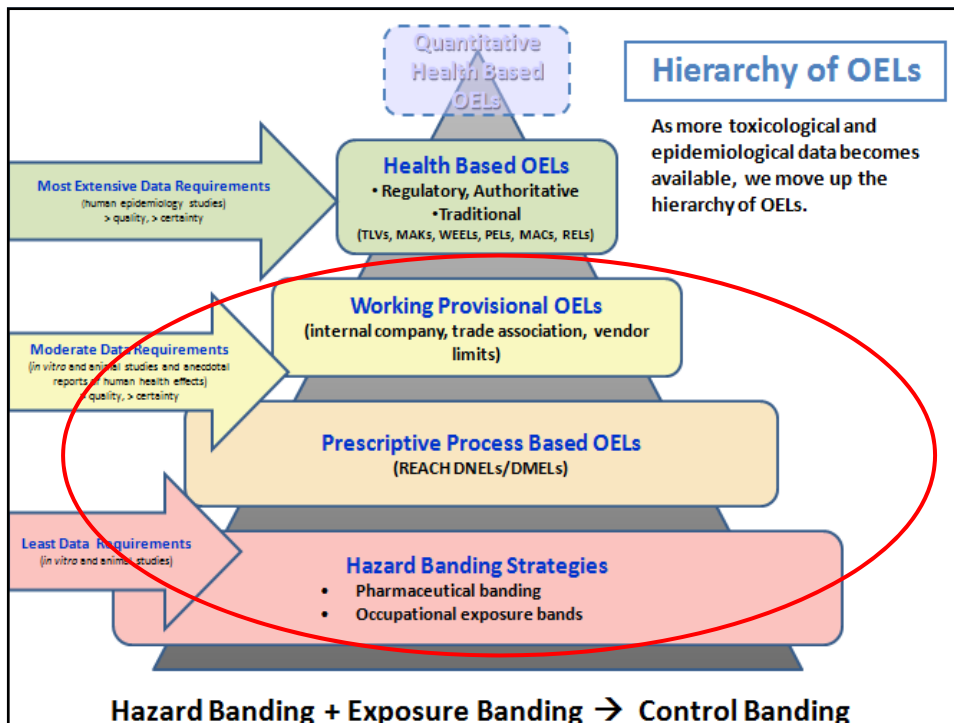 Quantitative
Health Based
OELs
Hierarchy of OELs
As more toxicological and
epidemiological data becomes
available, we move up the
hierarchy of OELs.
Health Based OELs
• Regulatory, Authoritative
•Traditional
(TLVs, MAKs, WEELs, PELs, MACs, RELs)
Most Extensive Data Requirements
(human epidemiology studies)
> quality, > certainty
Working Provisional OELs
(internal company, trade association, vendor
limits)
Moderate Data Requirements
(in vitro and animal studies and anecdotal
reports of human health effects)
> quality, > certainty
Prescriptive Process Based OELs
(REACH DNELs/DMELs)
Least Data Requirements
(in vitro and animal studies)
Hazard Banding Strategies
• Pharmaceutical banding
• Occupational exposure bands
Hazard Banding + Exposure Banding → Control Banding